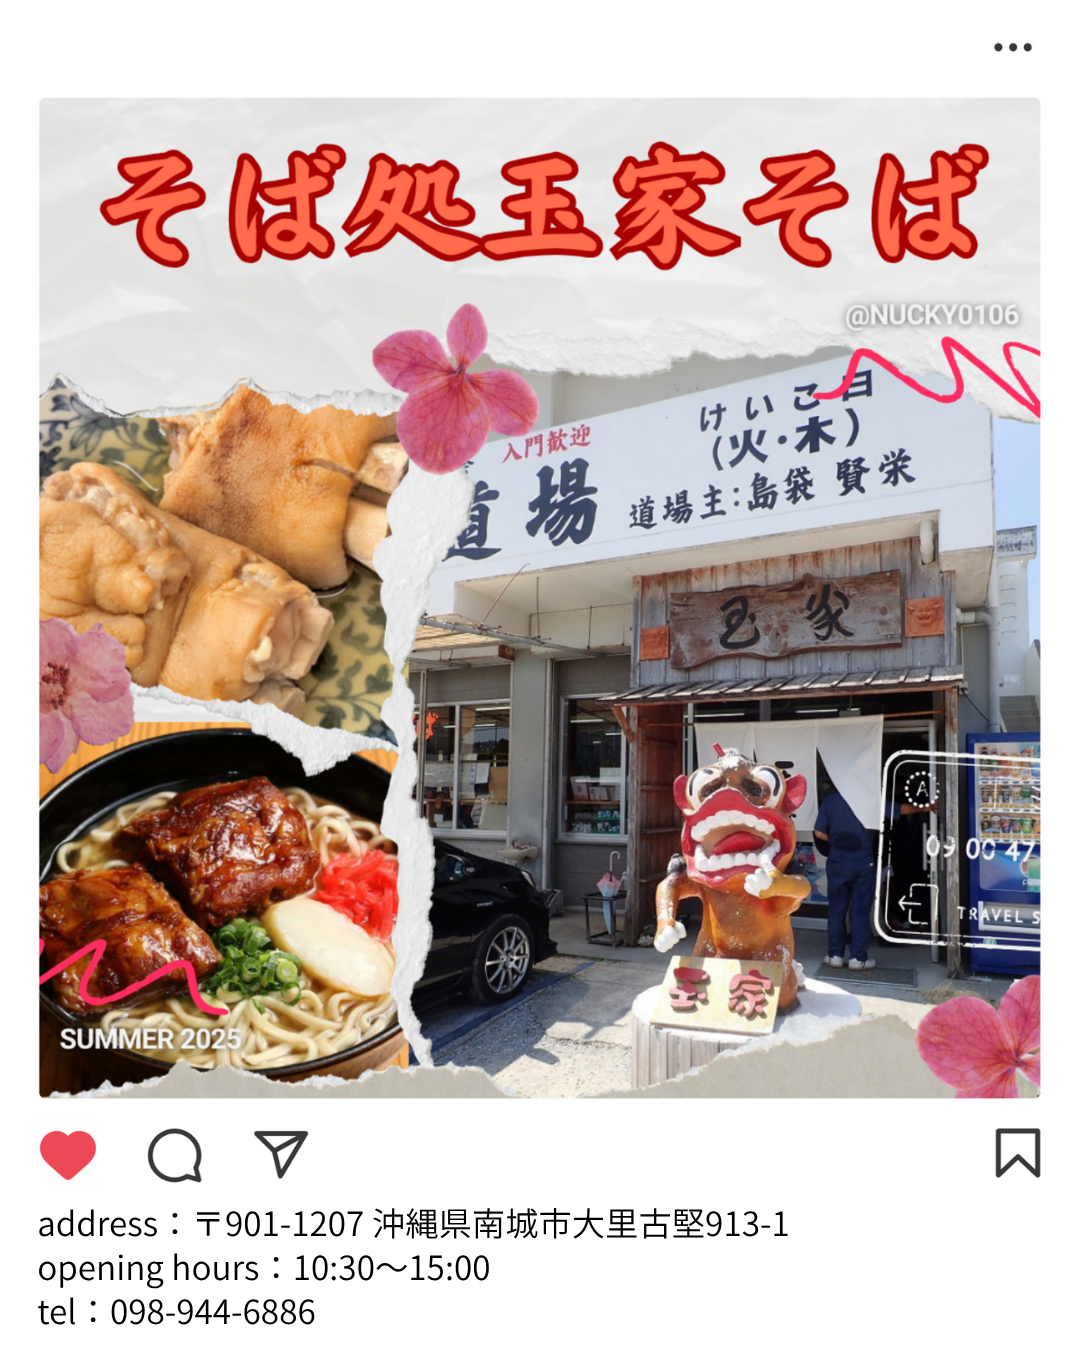 そば処玉家そば
@NUCKY0106
けいこ日
入門歓迎
(火・木)
道場
道場主:島袋 賢栄
玉家
09 00 47
TRAVEL S
玉家
SUMMER 2025
address：〒901-1207 沖縄県南城市大里古堅913-1
opening hours：10:30〜15:00
tel：098-944-6886